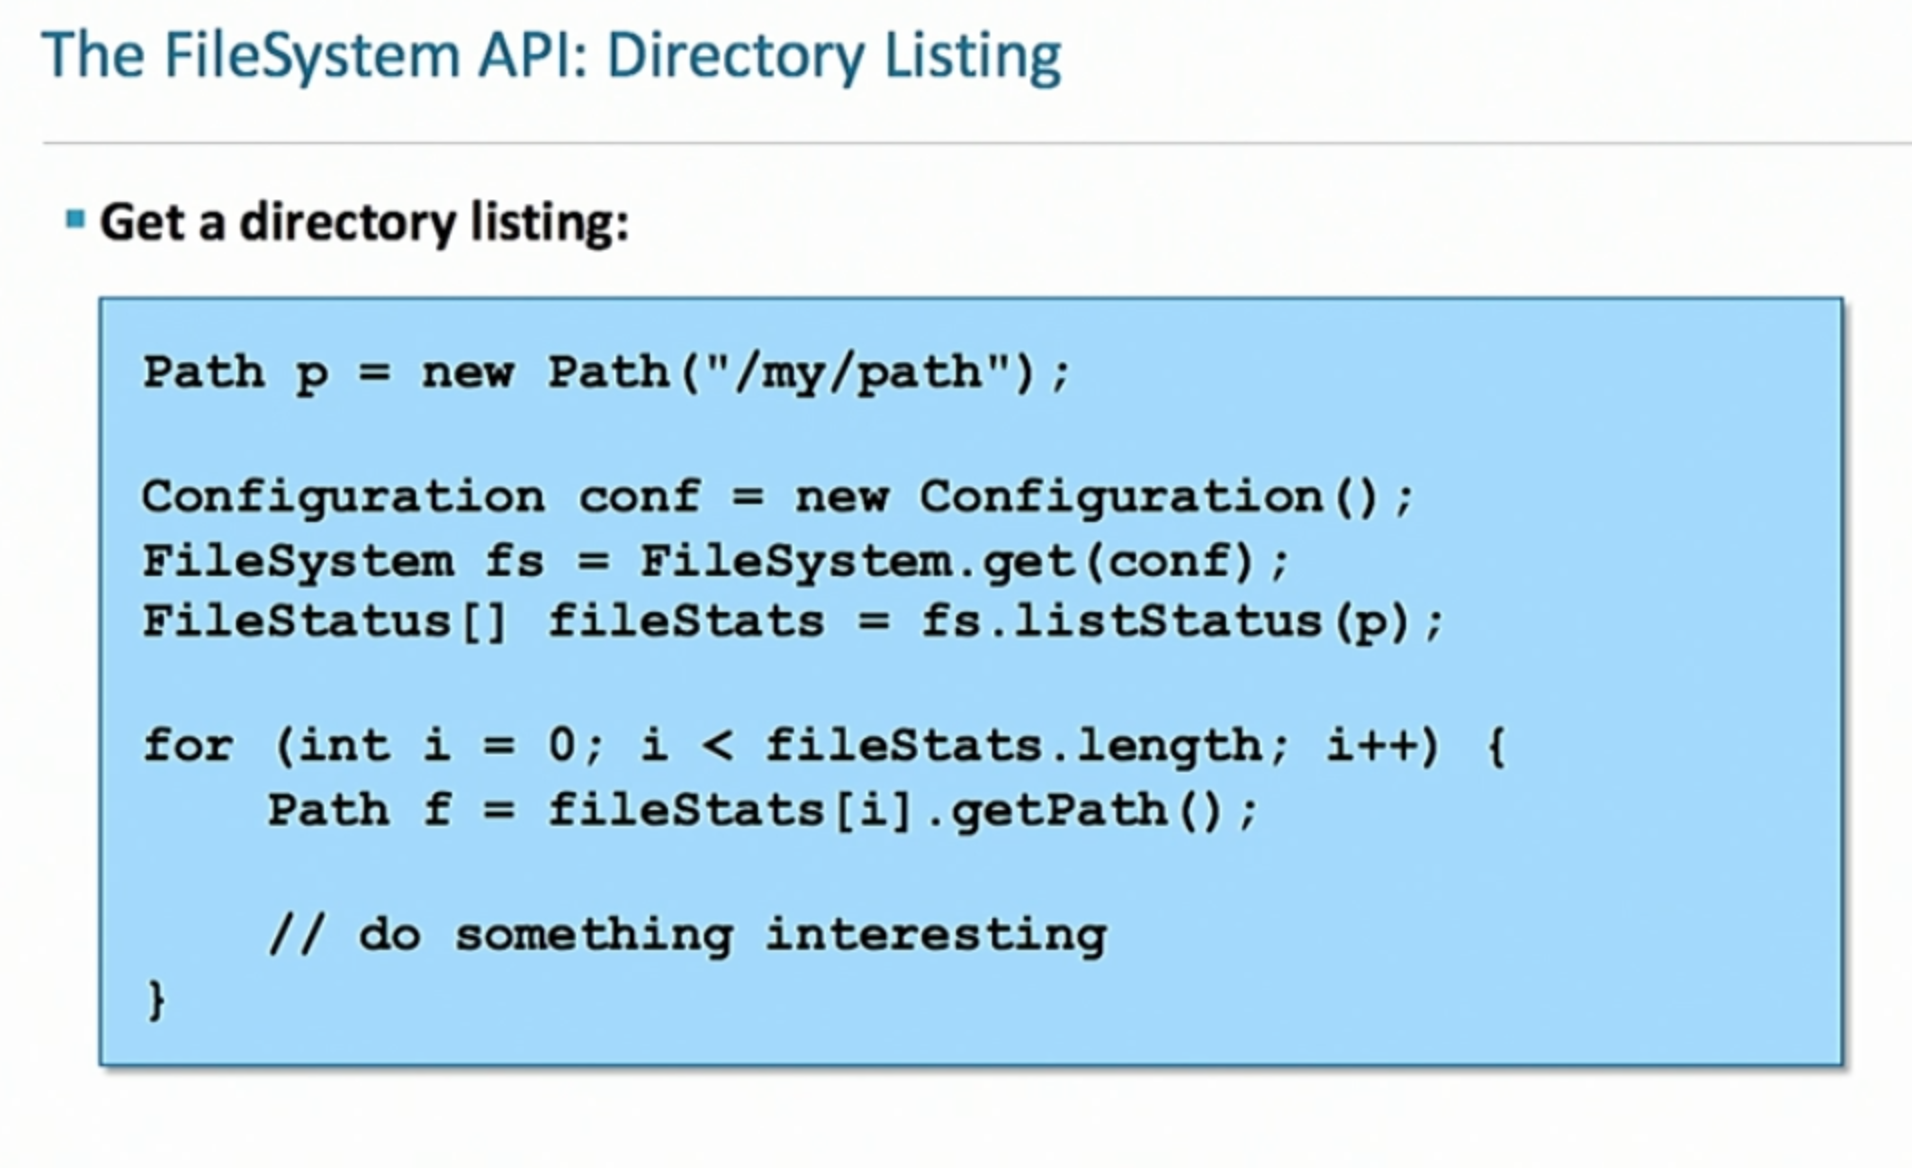 The FileSystem API: Directory Listing
Get a directory listing:
Path p = new Path("/my/path");
Configuration conf = new Configuration();
FileSystem fs = FileSystem.get(conf);
FileStatus[] fileStats = fs.listStatus(p);
for (int i = 0; i < fileStats.length; i++) {
    Path f = fileStats[i].getPath();
    // do something interesting
}